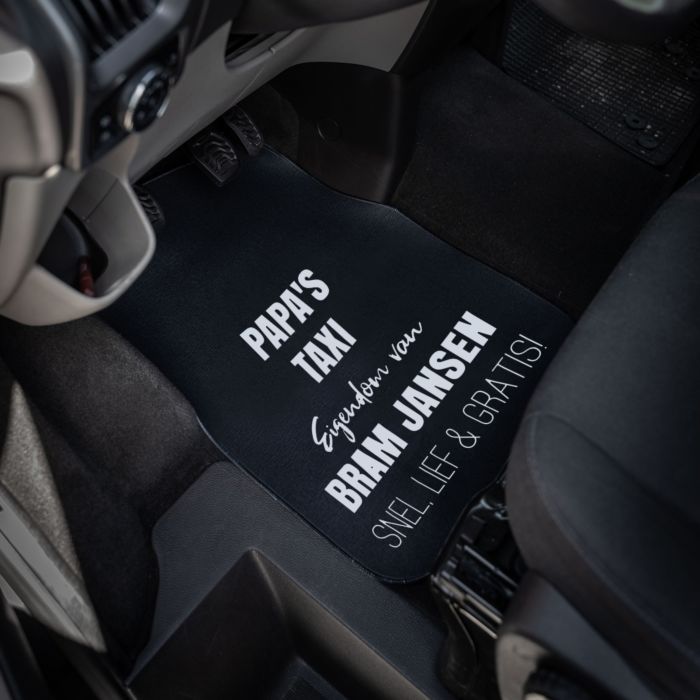 PAPA'S
TAXI
Eigendom van
BRAM JANSEN
SNEL, LIEF & GRATIS!